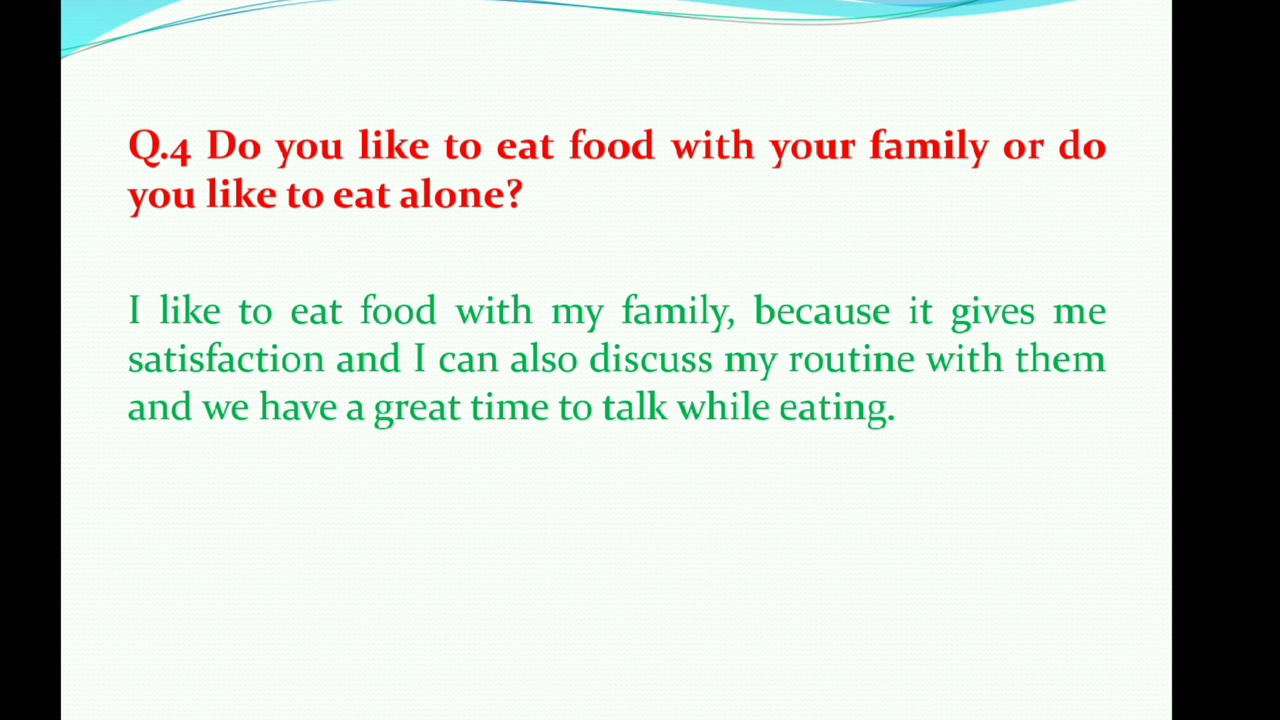 Q.4 Do you like to eat food with your family or do
you like to eat alone?
I like to eat food with my family, because it gives me
satisfaction and I can also discuss my routine with them
and we have a great time to talk while eating.